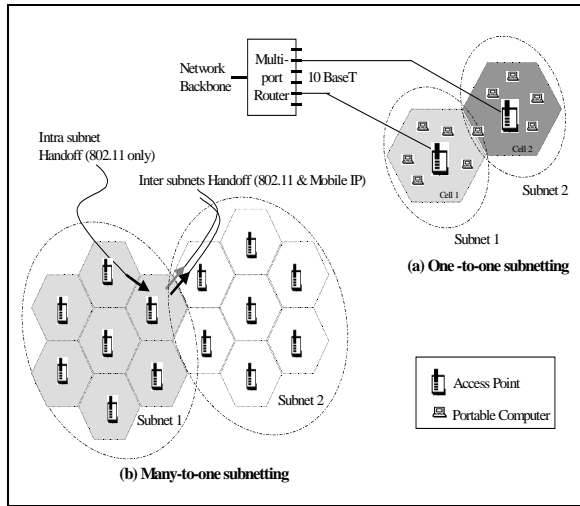 Network
Backbone
Multi-
port
Router
10 BaseT
Cell 2
Cell 1
Subnet 2
Subnet 1
(a) One -to-one subnetting
Intra subnet
Handoff (802.11 only)
Inter subnets Handoff (802.11 & Mobile IP)
Subnet 1
Subnet 2
(b) Many-to-one subnetting
Access Point
Portable Computer